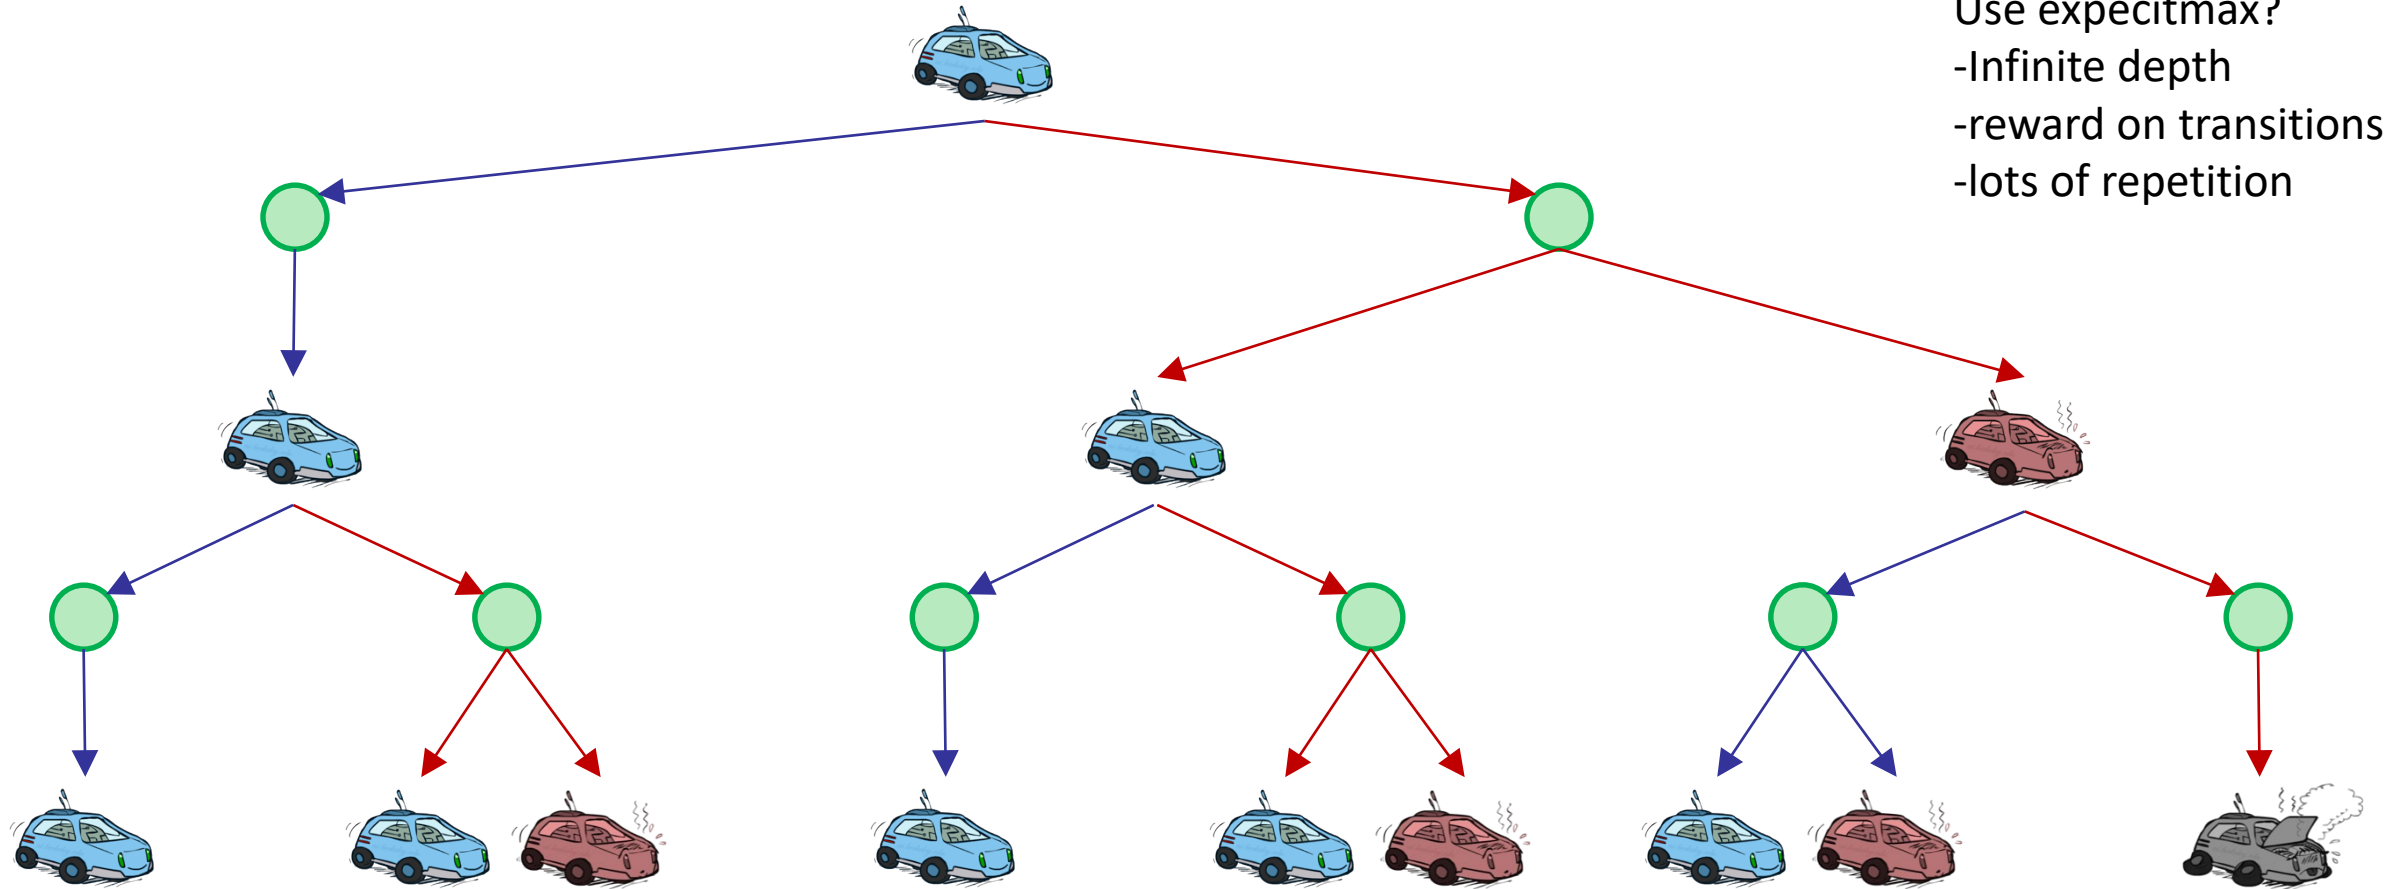 Use expecitmax?
-Infinite depth
-reward on transitions
-lots of repetition